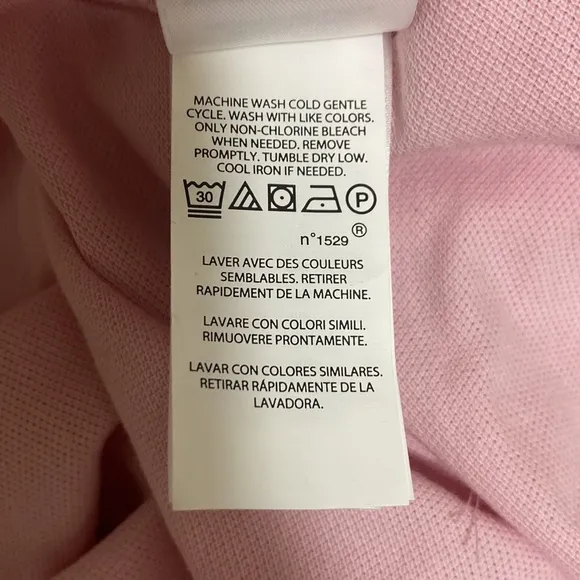 MACHINE WASH COLD GENTLE
CYCLE. WASH WITH LIKE COLORS.
ONLY NON-CHLORINE BLEACH
WHEN NEEDED. REMOVE
PROMPTLY. TUMBLE DRY LOW.
COOL IRON IF NEEDED.
30 P
n°1529 ®
LAVER AVEC DES COULEURS
SEMBLABLES. RETIRER
RAPIDEMENT DE LA MACHINE.
LAVARE CON COLORI SIMILI.
RIMUOVERE PRONTAMENTE.
LAVAR CON COLORES SIMILARES.
RETIRAR RÁPIDAMENTE DE LA
LAVADORA.